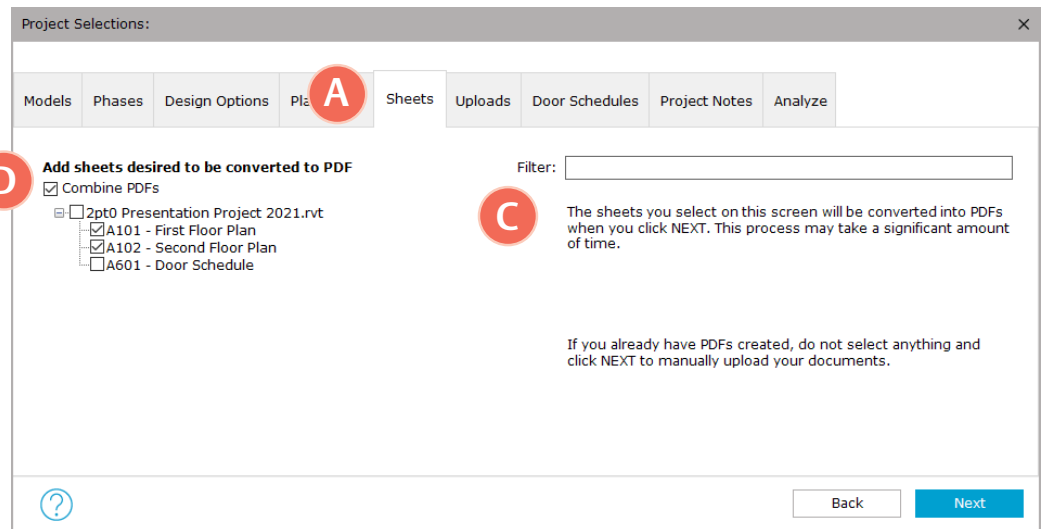 Project Selections:
Models Phases Design Options A Sheets Uploads Door Schedules Project Notes Analyze
D
Add sheets desired to be converted to PDF
Combine PDFs
2pt0 Presentation Project 2021.rvt
A101 - First Floor Plan
A102 - Second Floor Plan
A601 - Door Schedule
Filter:
C
The sheets you select on this screen will be converted into PDFs
when you click NEXT. This process may take a significant amount
of time.
If you already have PDFs created, do not select anything and
click NEXT to manually upload your documents.
?
Back Next